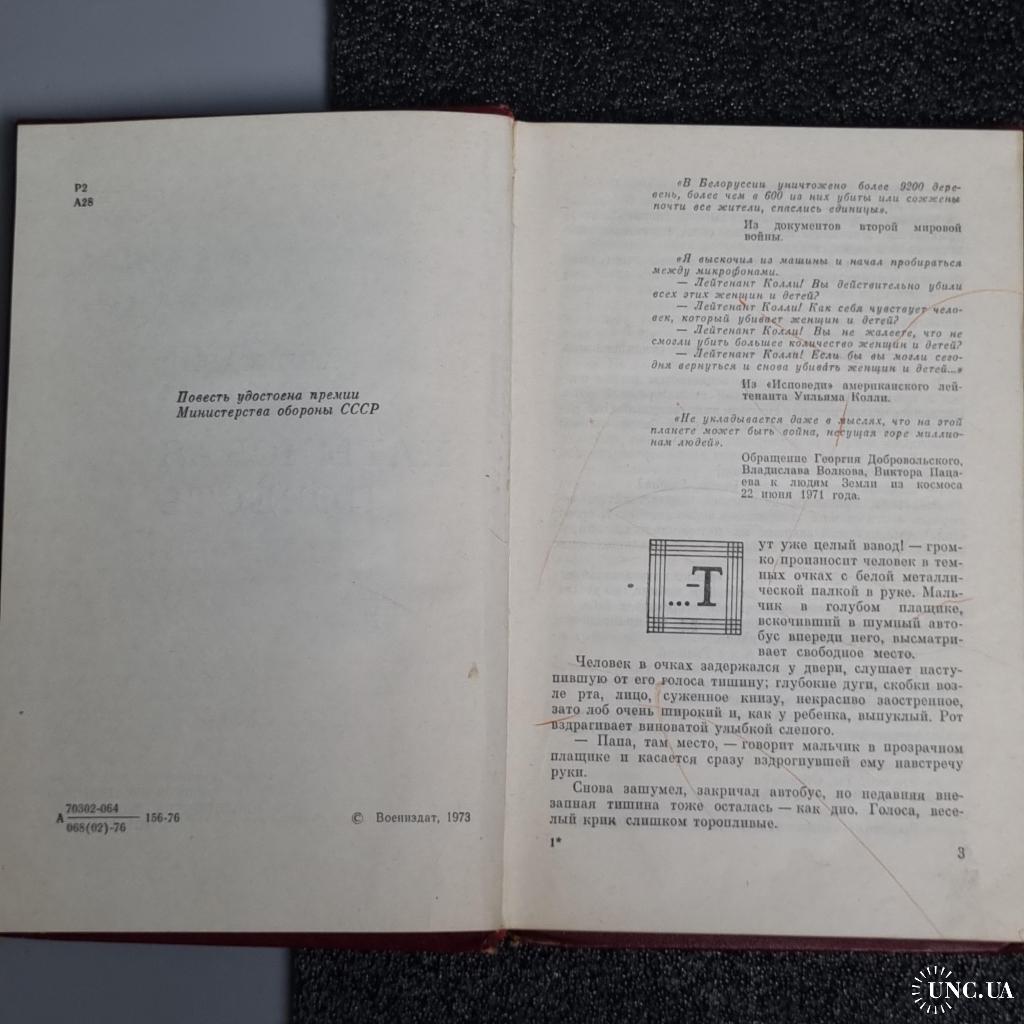 Р2
А28
Повесть удостоена премии
Министерства обороны СССР
А 70302-064 156-76
068(02)-76
© Воениздат, 1973
«В Белоруссии уничтожено более 9200 дере-
вень, более чем в 600 из них убиты или сожжены
почти все жители, спаслись единицы».
Из документов второй мировой
войны.
«Я выскочил из машины и начал пробираться
между микрофонами.
— Лейтенант Колли! Вы действительно убили
всех этих женщин и детей?
— Лейтенант Колли! Как себя чувствует чело-
век, который убивает женщин и детей?
— Лейтенант Колли! Вы не жалеете, что не
смогли убить большее количество женщин и детей?
— Лейтенант Колли! Если бы вы могли сего-
дня вернуться и снова убивать женщин и детей...»
Из «Исповеди» американского лей-
тенанта Уильяма Колли.
«Не укладывается даже в мыслях, что на этой
планете может быть война, несущая горе миллио-
нам людей».
Обращение Георгия Добровольского,
Владислава Волкова, Виктора Паца-
ева к людям Земли из космоса
22 июня 1971 года.
...–Т
ут уже целый взвод! — гром-
ко произносит человек в тем-
ных очках с белой металли-
ческой палкой в руке. Маль-
чик в голубом плащике,
вскочивший в шумный авто-
бус впереди него, высматри-
вает свободное место.
Человек в очках задержался у двери, слушает насту-
пившую от его голоса тишину; глубокие дуги, скобки воз-
ле рта, лицо, суженное книзу, некрасиво заостренное,
зато лоб очень широкий и, как у ребенка, выпуклый. Рот
вздрагивает виноватой улыбкой слепого.
— Папа, там место, — говорит мальчик в прозрачном
плащике и касается сразу вздрогнувшей ему навстречу
руки.
Снова зашумел, закричал автобус, но недавняя вне-
запная тишина тоже осталась — как дно. Голоса, весе-
лый крик слишком торопливые.
1*
3
UNC.UA